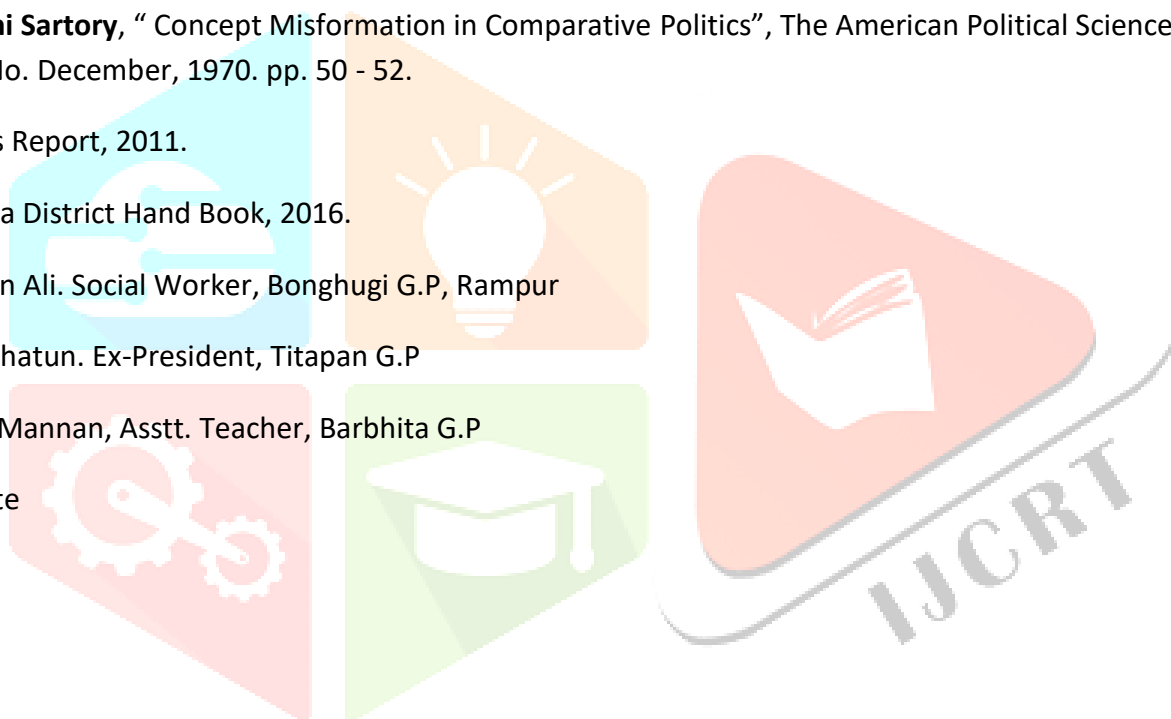 ni Sartory, “ Concept Misformation in Comparative Politics”, The American Political Science
No. December, 1970. pp. 50 - 52.
s Report, 2011.
a District Hand Book, 2016.
n Ali. Social Worker, Bonghugi G.P, Rampur
hatun. Ex-President, Titapan G.P
Mannan, Asstt. Teacher, Barbhita G.P
te
IJCRT